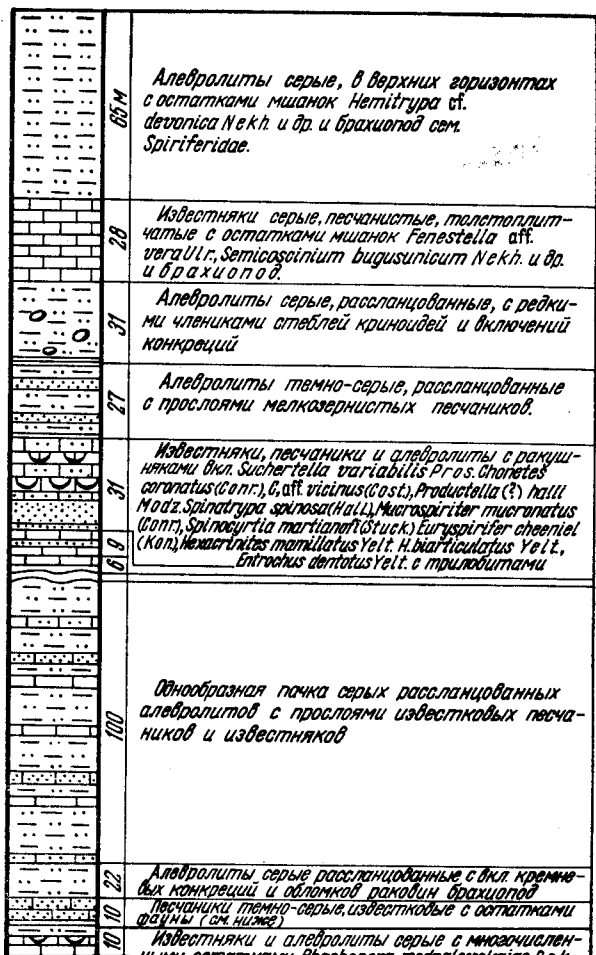 65 м
Алевролиты серые, в верхних горизонтах
с остатками мшанок Hemitrypa cf.
devonica Nekh. и др. и брахиопод сем.
Spiriferidae.
28
Известняки серые, песчанистые, толстоплит-
чатые с остатками мшанок Fenestella aff.
vera Ulr., Semicoscinium bugusunicum Nekh. и др.
и брахиопод.
31
Алевролиты серые, рассланцованные, с редки-
ми члениками стеблей криноидей и включений
конкреций
27
Алевролиты темно-серые, рассланцованные
с прослоями мелкозернистых песчаников.
31
Известняки, песчаники и алевролиты с ракуш-
няками вкл. Suchertella variabilis Pros. Chonetes
coronatus (Conr.), C. aff. vicinus (Cast.), Productella (?) halli
Modz. Spinatrypa spinosa (Hall), Mucrospirifer mucronatus
(Conr.), Spinocyrtia martianofi (Stuck) Euryspirifer cheeniel
9
(Kon), Hexacrinites mamillatus Yelt. H. biarticulatus Yelt.,
6
Entrochus dentatus Yelt. с трилобитами
100
Однообразная пачка серых рассланцованных
алевролитов с прослоями известковых песча-
ников и известняков
22
Алевролиты серые рассланцованные с вкл. кремне-
вых конкреций и обломков раковин брахиопод
10
Песчаники темно-серые, известковые с остатками
фауны (см. ниже)
10
Известняки и алевролиты серые с многочислен-